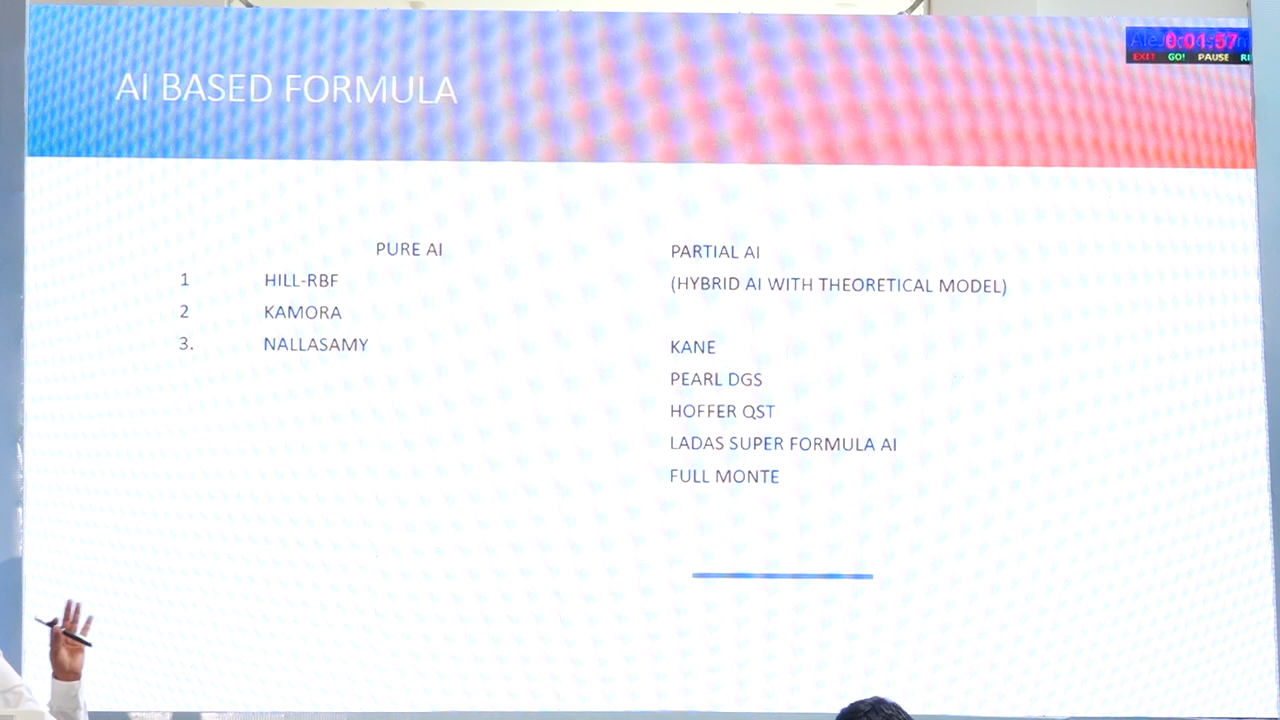 AI BASED FORMULA
0:01:57
EXIT GO! PAUSE
PURE AI
1 HILL-RBF
2 KAMORA
3. NALLASAMY
PARTIAL AI
(HYBRID AI WITH THEORETICAL MODEL)
KANE
PEARL DGS
HOFFER QST
LADAS SUPER FORMULA AI
FULL MONTE